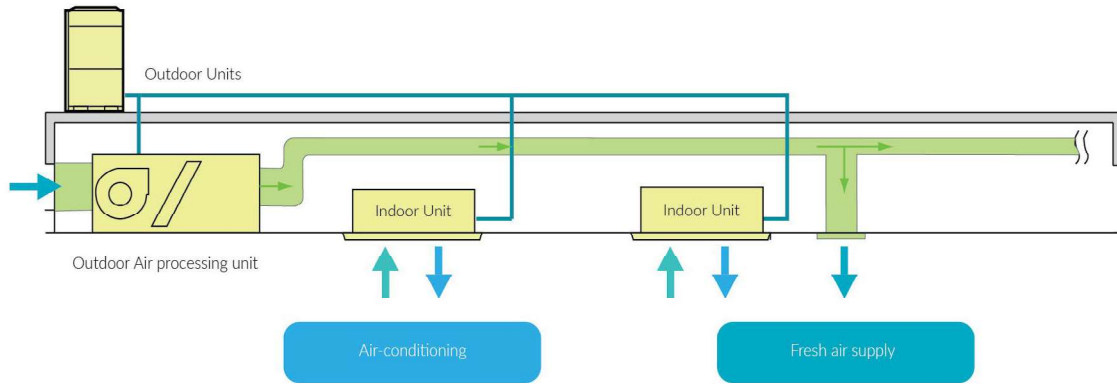 Outdoor Units
Indoor Unit
Indoor Unit
Outdoor Air processing unit
Air-conditioning
Fresh air supply